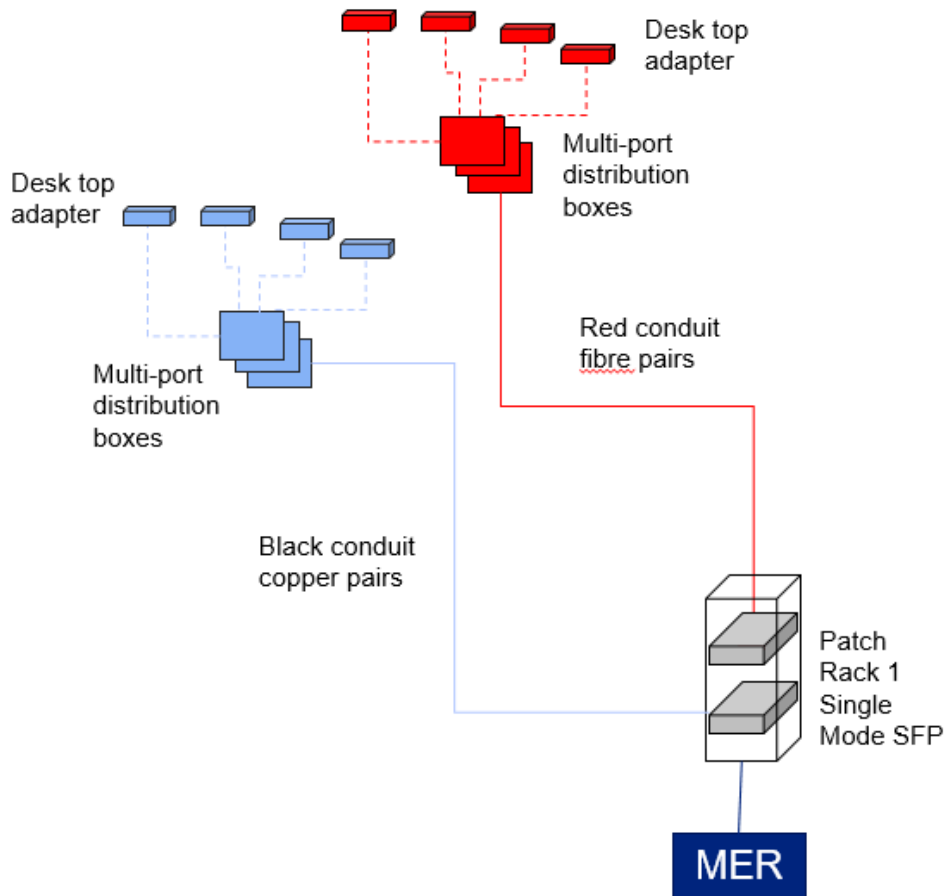 Desk top
adapter
Multi-port
distribution
boxes
Desk top
adapter
Multi-port
distribution
boxes
Red conduit
fibre pairs
Black conduit
copper pairs
Patch
Rack 1
Single
Mode SFP
MER